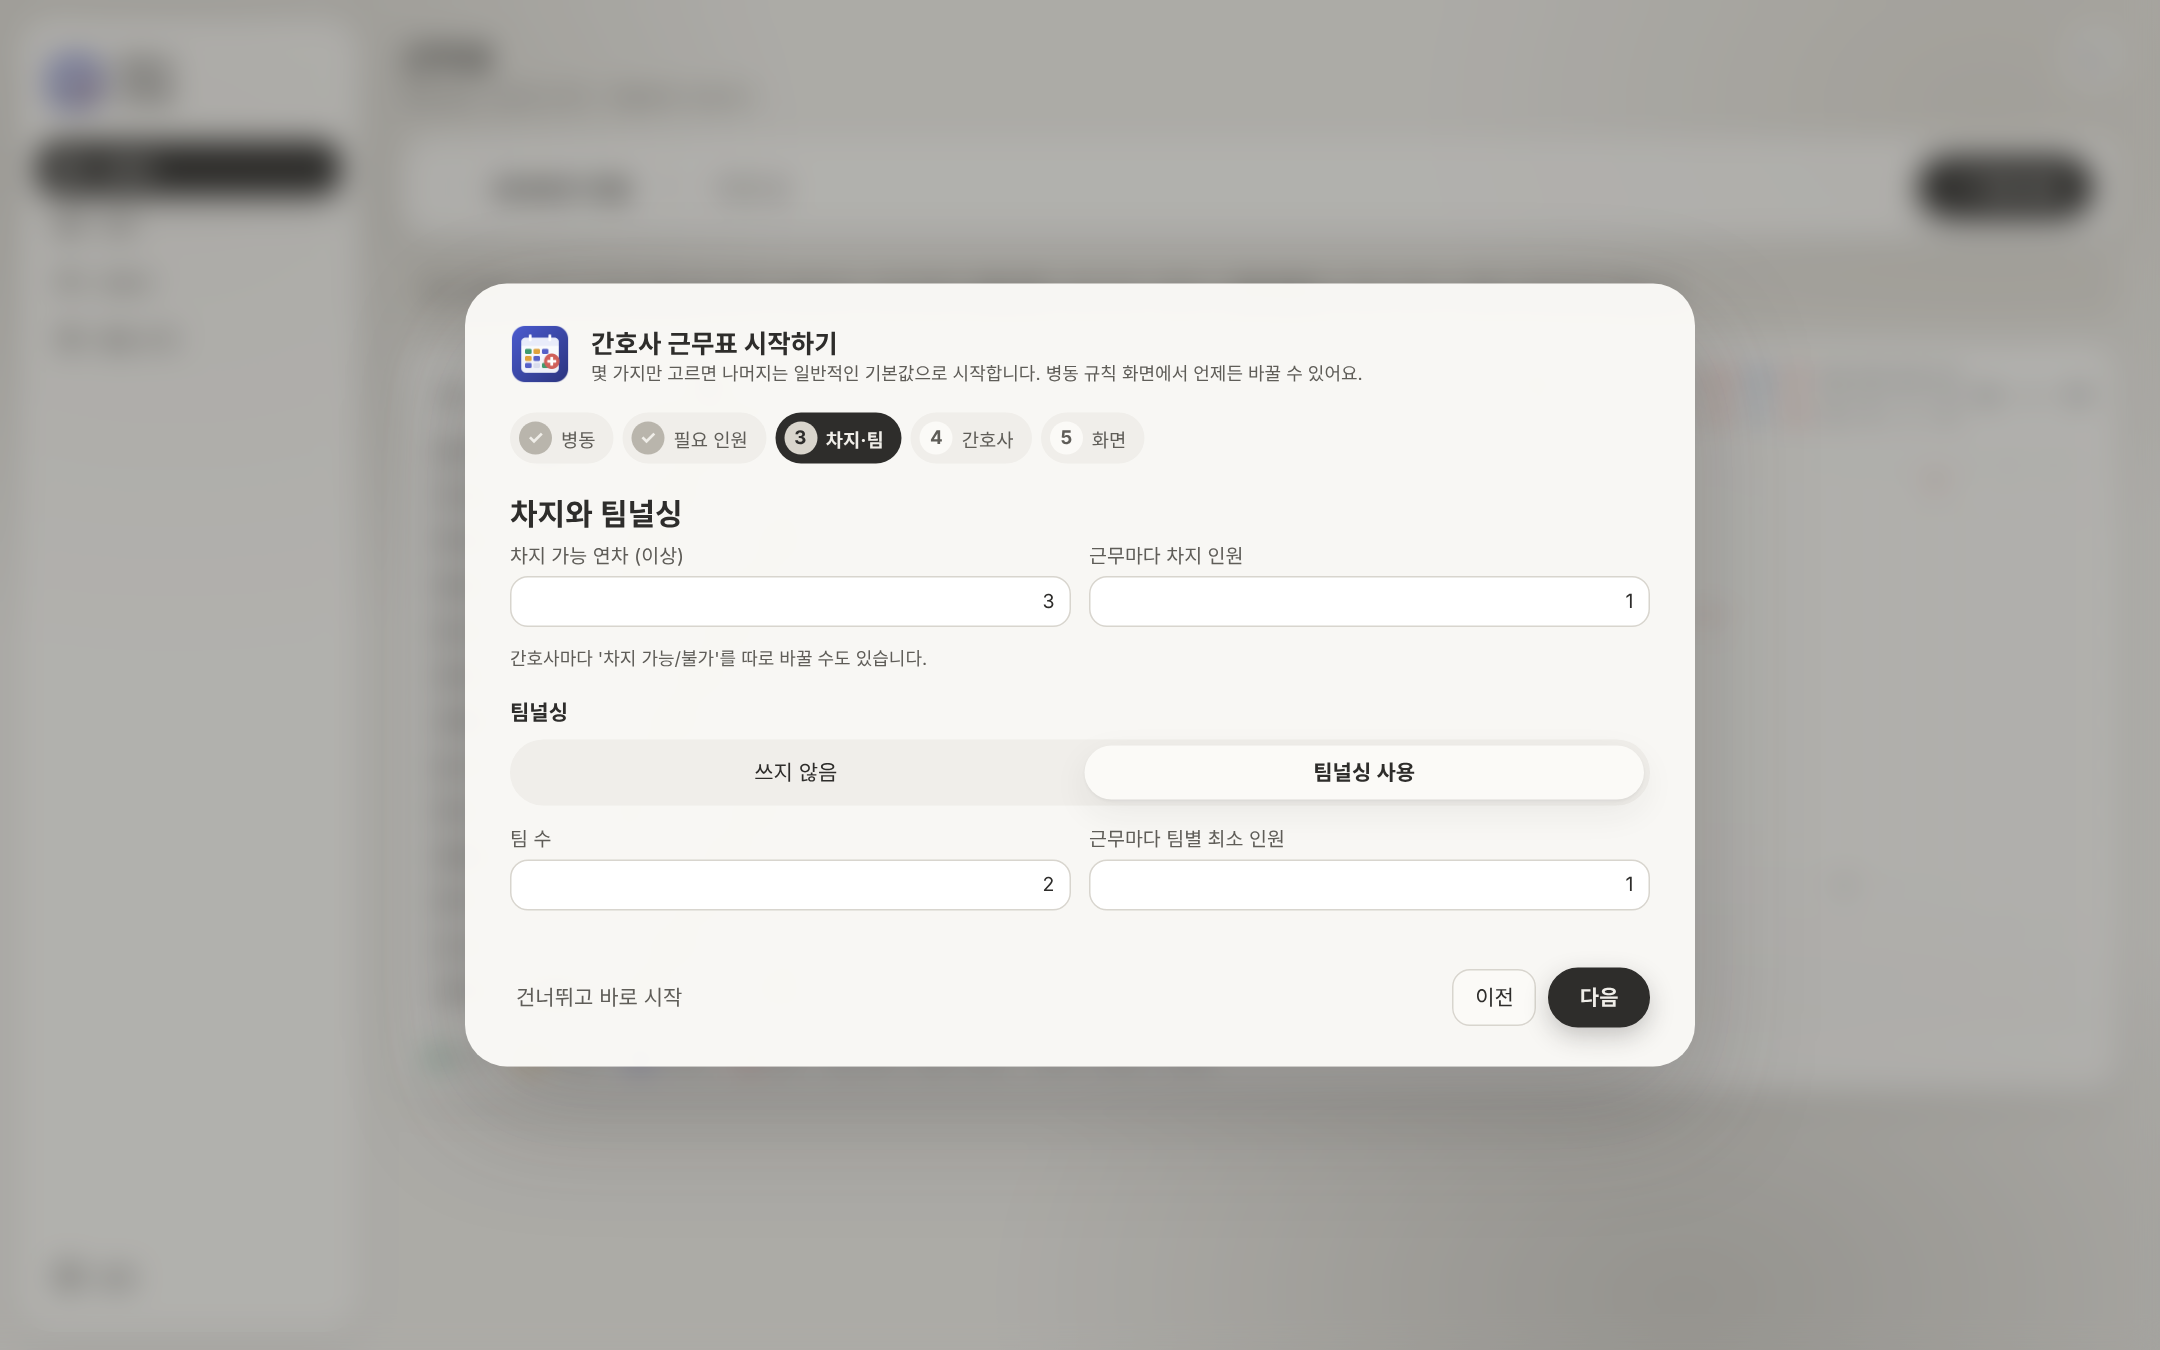 간호사 근무표 시작하기
몇 가지만 고르면 나머지는 일반적인 기본값으로 시작합니다. 병동 규칙 화면에서 언제든 바꿀 수 있어요.
병동 필요 인원 3 차지·팀 4 간호사 5 화면
차지와 팀널싱
차지 가능 연차 (이상) 근무마다 차지 인원
3 1
간호사마다 '차지 가능/불가'를 따로 바꿀 수도 있습니다.
팀널싱
쓰지 않음 팀널싱 사용
팀 수 근무마다 팀별 최소 인원
2 1
건너뛰고 바로 시작 이전 다음